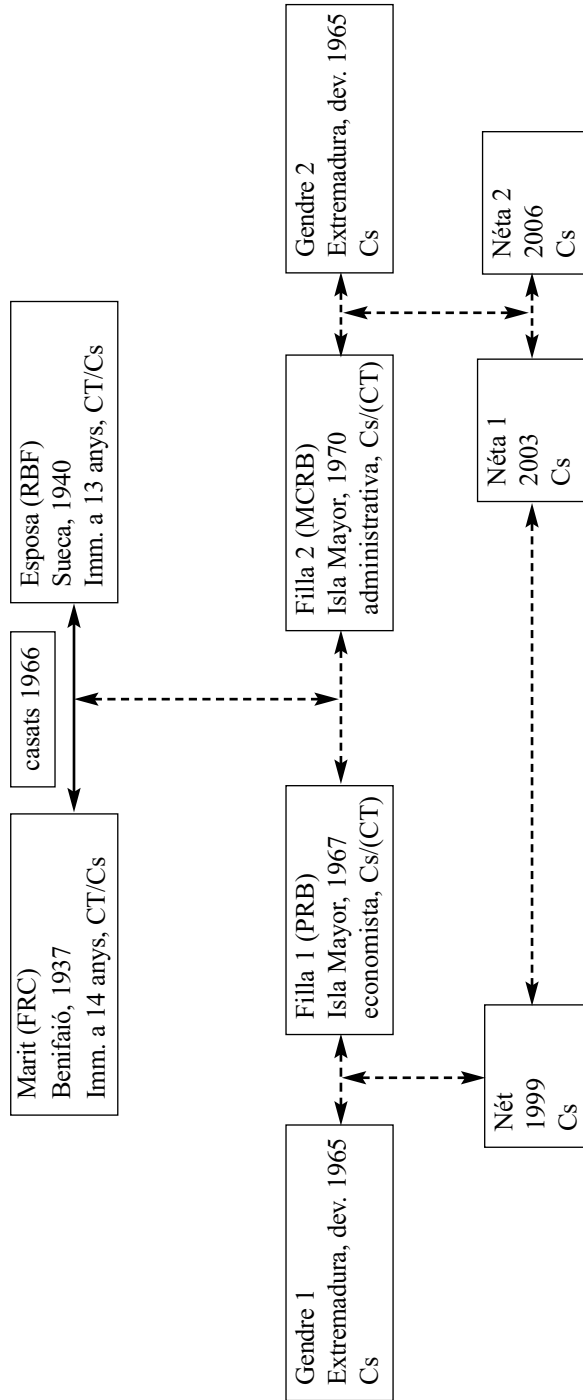 Marit (FRC)
Benifaió, 1937
Imm. a 14 anys, CT/Cs
casats 1966
Esposa (RBF)
Sueca, 1940
Imm. a 13 anys, CT/Cs
Gendre 1
Extremadura, dev. 1965
Cs
Filla 1 (PRB)
Isla Mayor, 1967
economista, Cs/(CT)
Filla 2 (MCRB)
Isla Mayor, 1970
administrativa, Cs/(CT)
Gendre 2
Extremadura, dev. 1965
Cs
Nét
1999
Cs
Néta 1
2003
Cs
Néta 2
2006
Cs